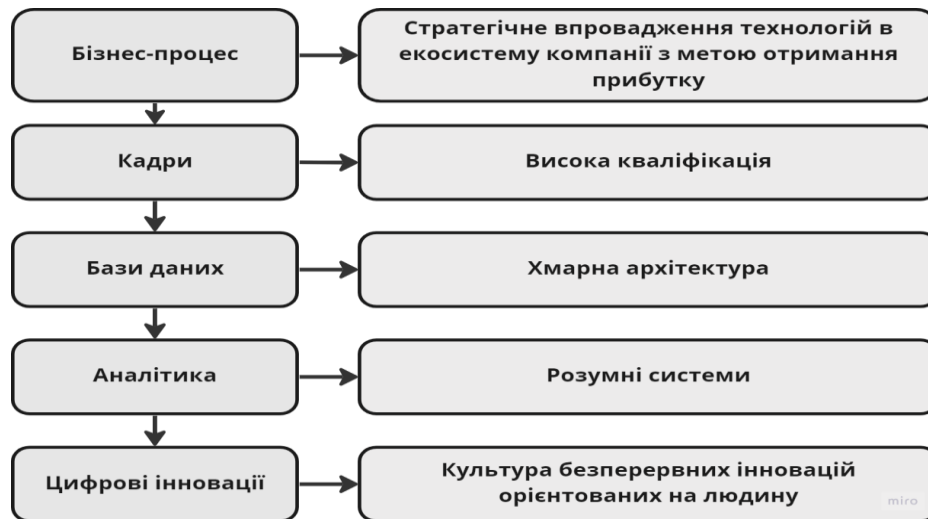 Бізнес-процес
Стратегічне впровадження технологій в
екосистему компанії з метою отримання
прибутку
Кадри
Висока кваліфікація
Бази даних
Хмарна архітектура
Аналітика
Розумні системи
Цифрові інновації
Культура безперервних інновацій
орієнтованих на людину
miro